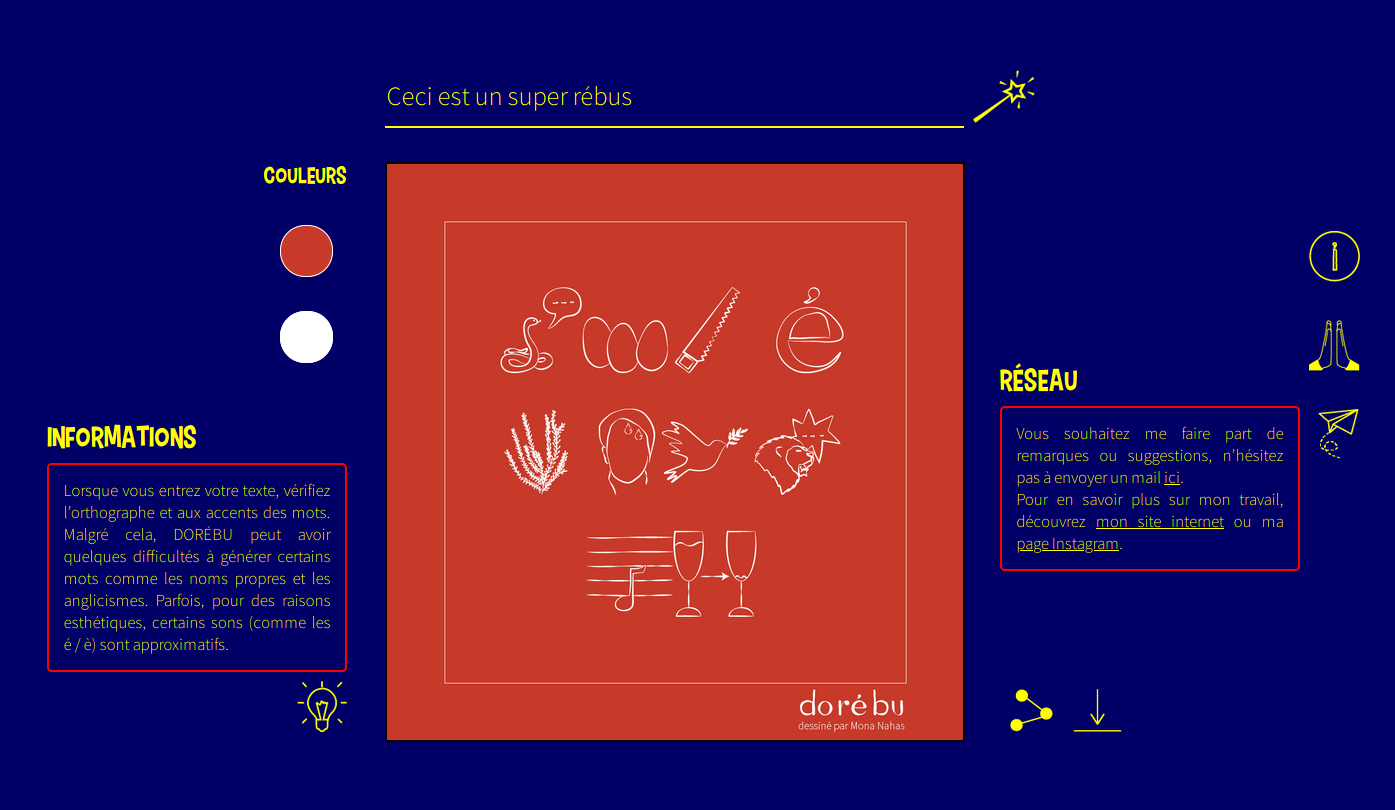 Ceci est un super rébus
COULEURS
è
INFORMATIONS
Lorsque vous entrez votre texte, vérifiez
l'orthographe et aux accents des mots.
Malgré cela, DORÉBU peut avoir
quelques difficultés à générer certains
mots comme les noms propres et les
anglicismes. Parfois, pour des raisons
esthétiques, certains sons (comme les
é / è) sont approximatifs.
RÉSEAU
Vous souhaitez me faire part de
remarques ou suggestions, n'hésitez
pas à envoyer un mail ici.
Pour en savoir plus sur mon travail,
découvrez mon site internet ou ma
page Instagram.
dorébu
dessiné par Mona Nahas